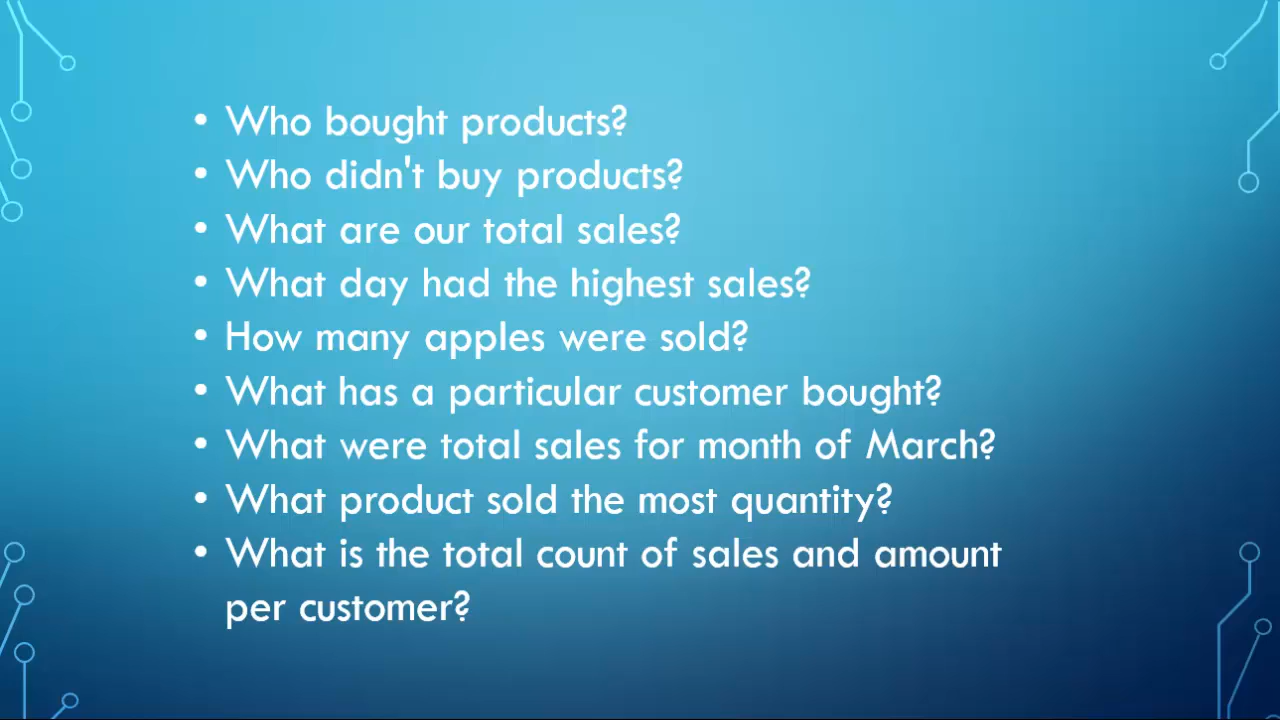 • Who bought products?
• Who didn't buy products?
• What are our total sales?
• What day had the highest sales?
• How many apples were sold?
• What has a particular customer bought?
• What were total sales for month of March?
• What product sold the most quantity?
• What is the total count of sales and amount
per customer?